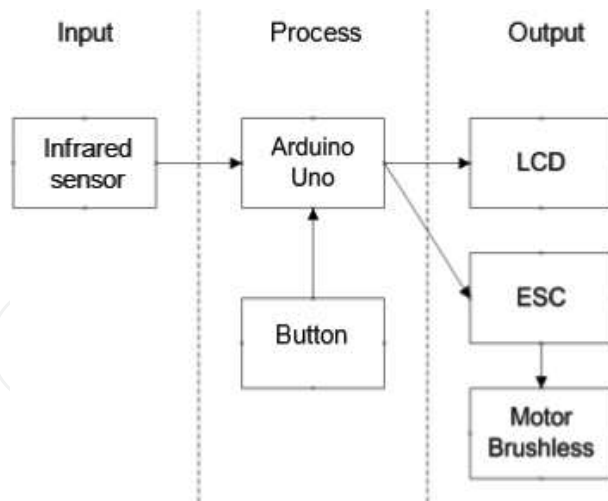 Input
Process
Output
Infrared
sensor
Arduino
Uno
LCD
ESC
Button
Motor
Brushless